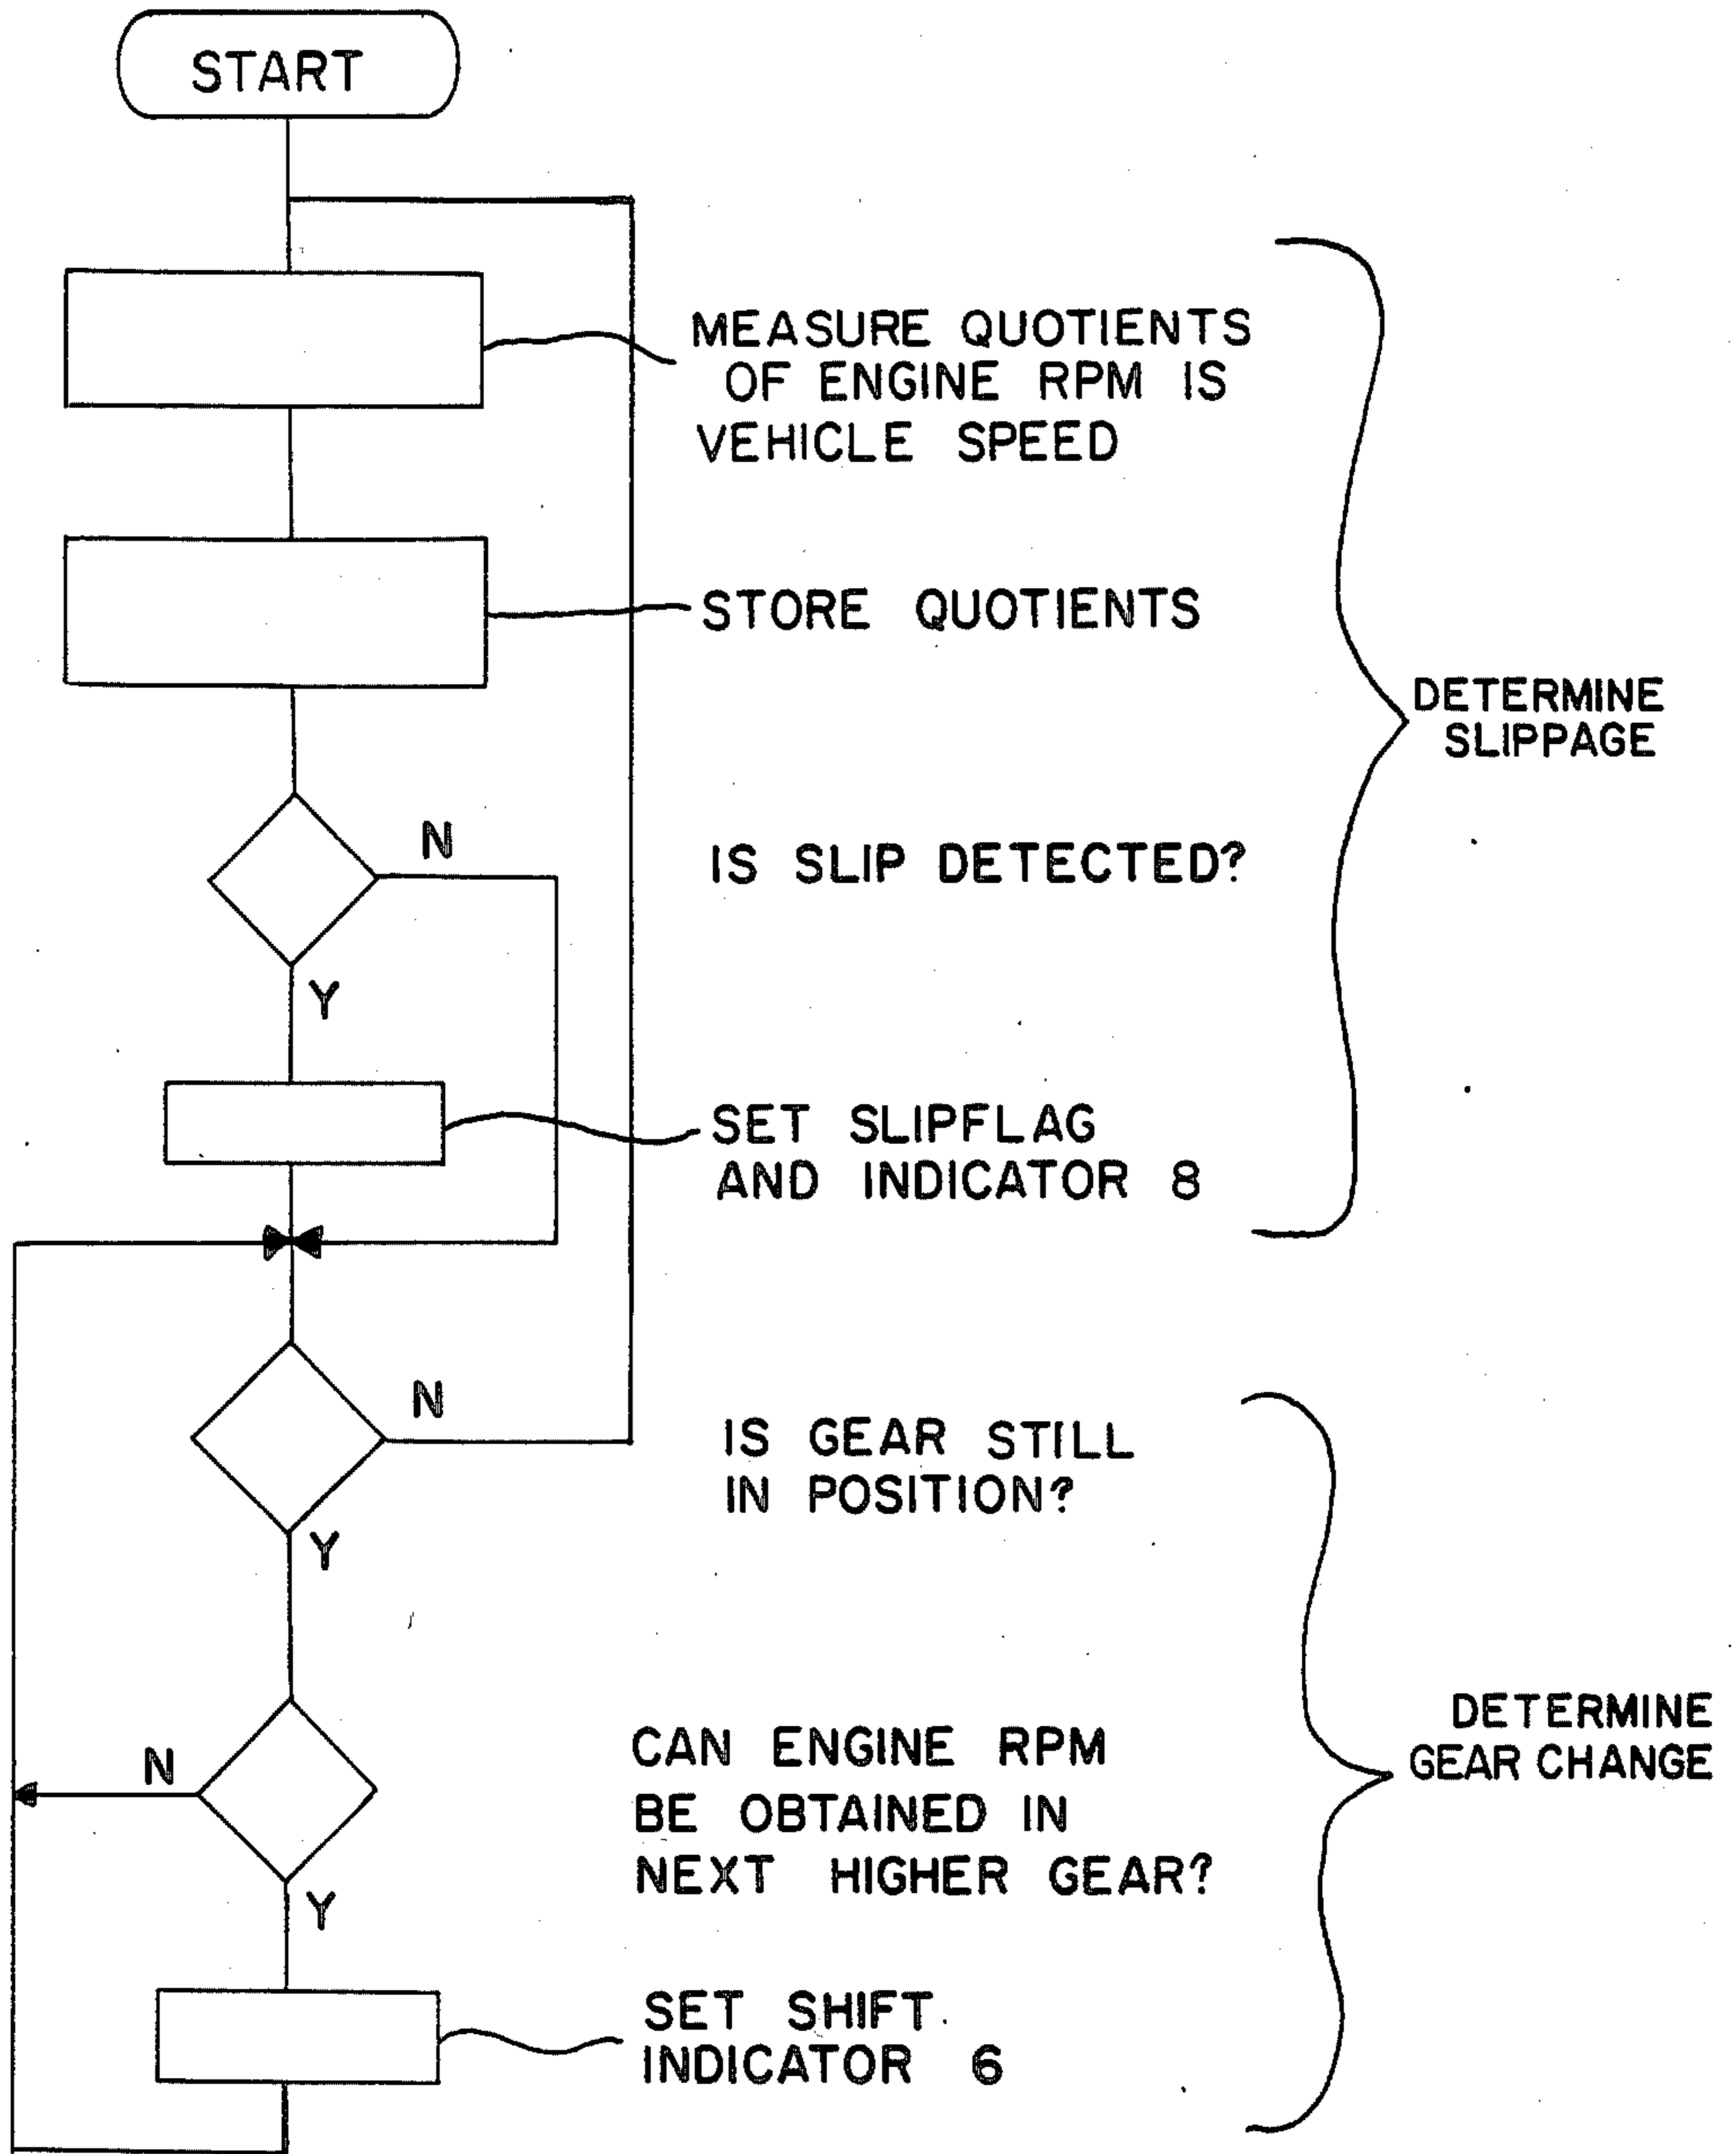 START
MEASURE QUOTIENTS
OF ENGINE RPM IS
VEHICLE SPEED
STORE QUOTIENTS
DETERMINE
SLIPPAGE
N
IS SLIP DETECTED?
Y
SET SLIPFLAG
AND INDICATOR 8
N
IS GEAR STILL
IN POSITION?
Y
DETERMINE
GEAR CHANGE
N
CAN ENGINE RPM
BE OBTAINED IN
NEXT HIGHER GEAR?
Y
SET SHIFT
INDICATOR 6